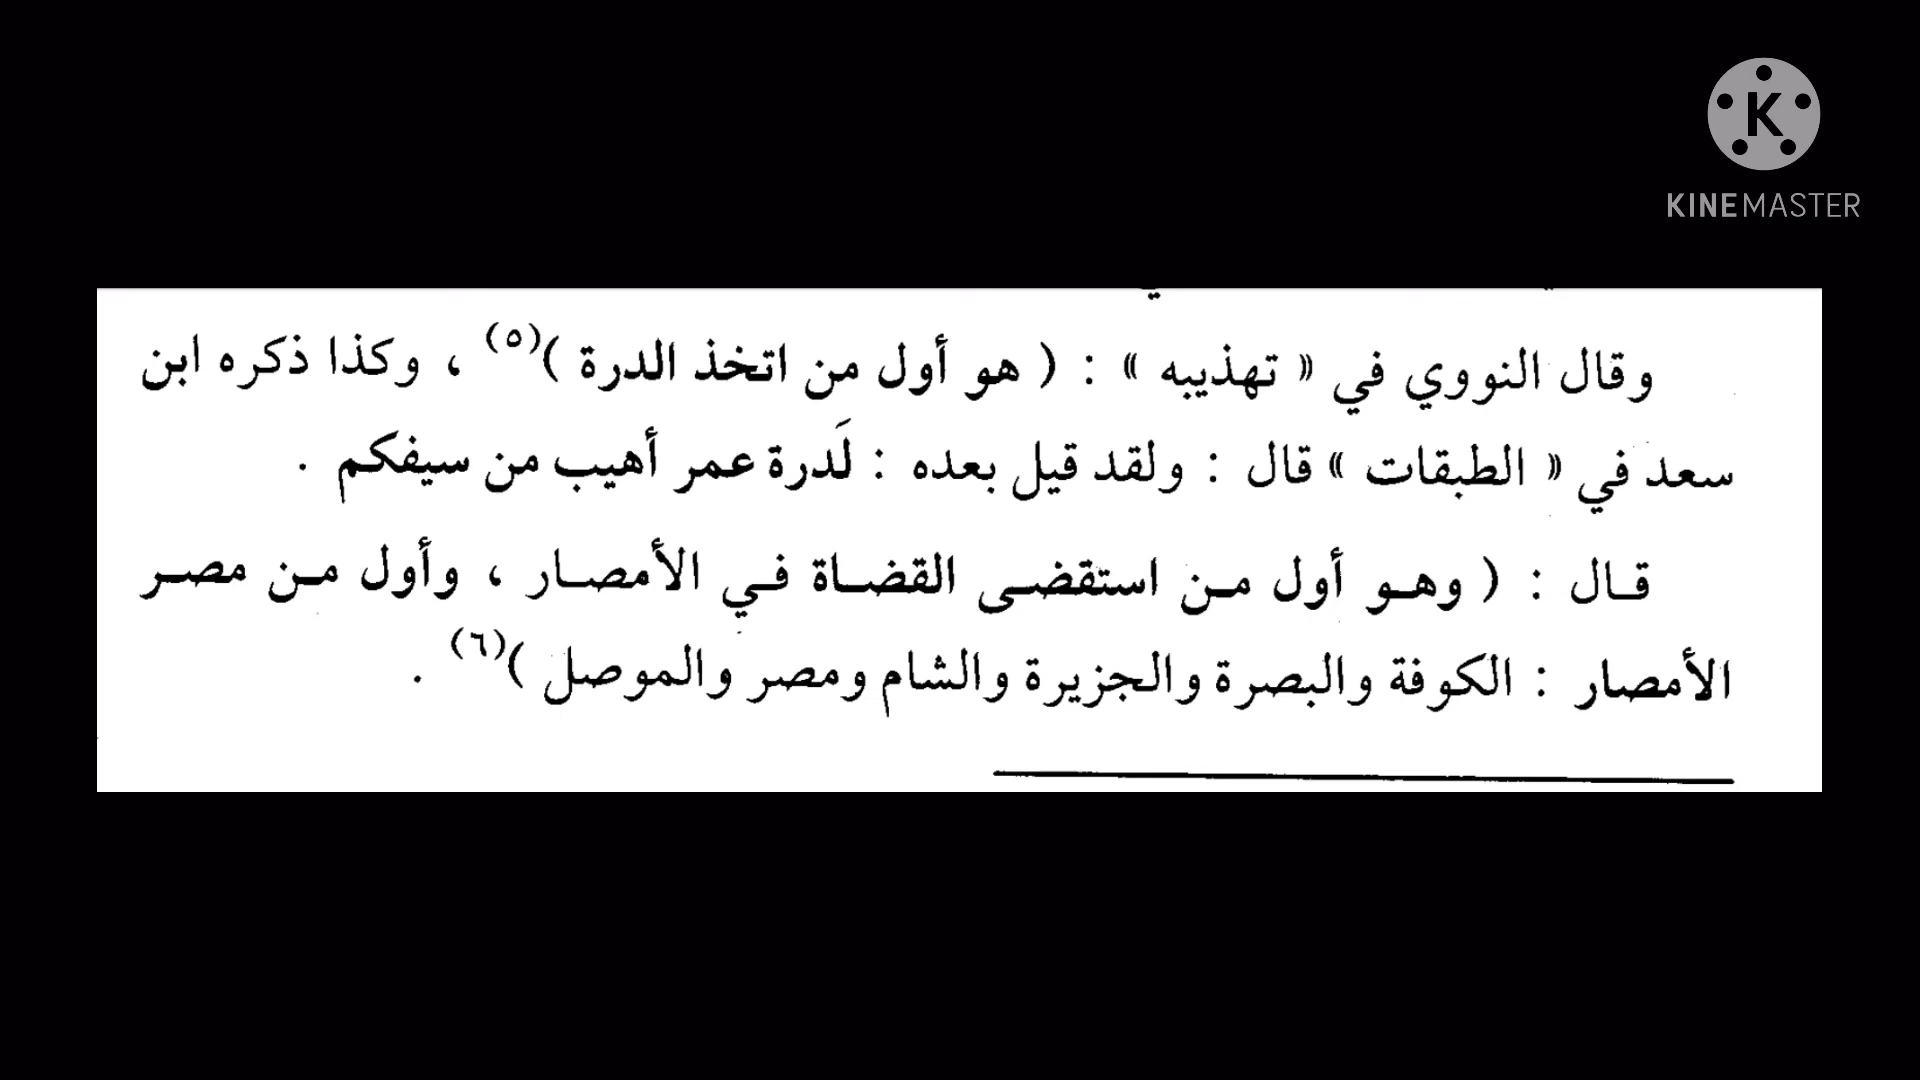 K
KINEMASTER
وقال النووي في « تهذيبه » : ( هو أول من اتخذ الدرة )(٥) ، وكذا ذكره ابن
سعد في « الطبقات » قال : ولقد قيل بعده : لَدرة عمر أهيب من سيفكم .
قال : ( وهو أول من استقضى القضاة في الأمصار ، وأول من مصر
الأمصار : الكوفة والبصرة والجزيرة والشام ومصر والموصل )(٦) .